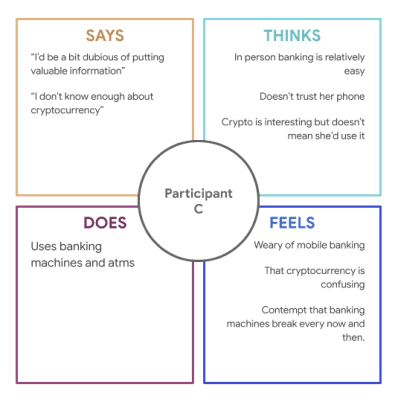 SAYS
"I'd be a bit dubious of putting
valuable information"
"I don't know enough about
cryptocurrency"
THINKS
In person banking is relatively
easy
Doesn't trust her phone
Crypto is interesting but doesn't
mean she'd use it
Participant
C
DOES
Uses banking
machines and atms
FEELS
Weary of mobile banking
That cryptocurrency is
confusing
Contempt that banking
machines break every now and
then.